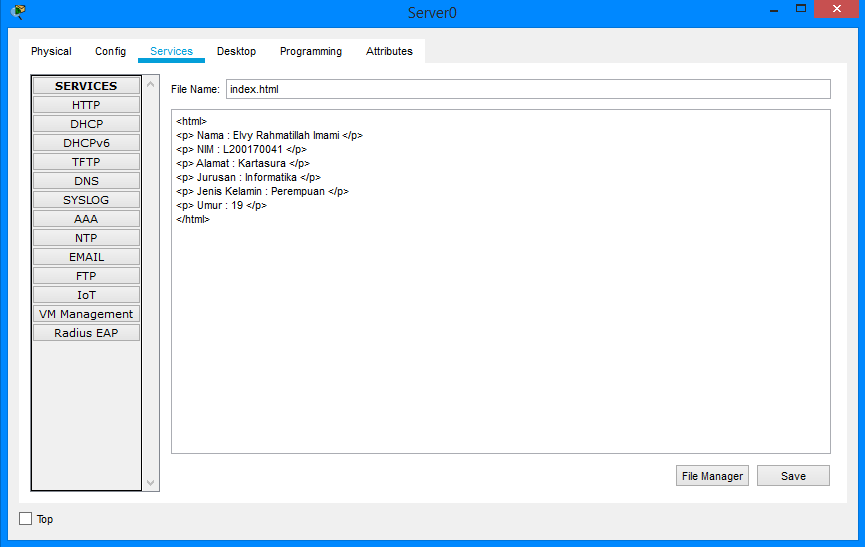 Server0
Physical Config Services Desktop Programming Attributes
SERVICES
HTTP
DHCP
DHCPv6
TFTP
DNS
SYSLOG
AAA
NTP
EMAIL
FTP
IoT
VM Management
Radius EAP
File Name: index.html
<html>
<p> Nama : Elvy Rahmatillah Imami </p>
<p> NIM : L200170041 </p>
<p> Alamat : Kartasura </p>
<p> Jurusan : Informatika </p>
<p> Jenis Kelamin : Perempuan </p>
<p> Umur : 19 </p>
</html>
File Manager Save
Top